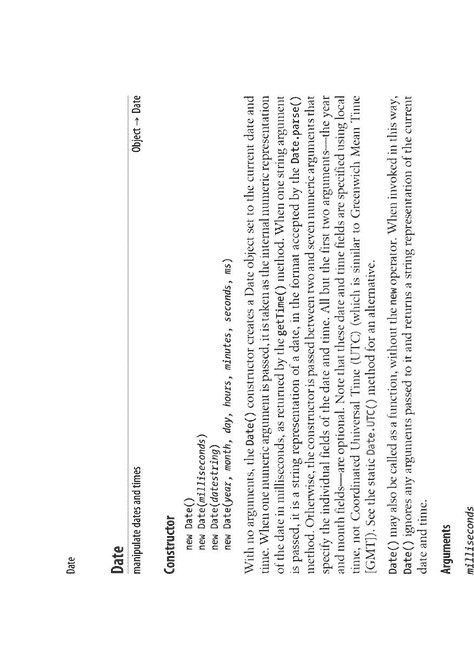 Date
Date
manipulate dates and times Object → Date
Constructor
new Date()
new Date(milliseconds)
new Date(datestring)
new Date(year, month, day, hours, minutes, seconds, ms)
With no arguments, the Date() constructor creates a Date object set to the current date and
time. When one numeric argument is passed, it is taken as the internal numeric representation
of the date in milliseconds, as returned by the getTime() method. When one string argument
is passed, it is a string representation of a date, in the format accepted by the Date.parse()
method. Otherwise, the constructor is passed between two and seven numeric arguments that
specify the individual fields of the date and time. All but the first two arguments—the year
and month fields—are optional. Note that these date and time fields are specified using local
time, not Coordinated Universal Time (UTC) (which is similar to Greenwich Mean Time
[GMT]). See the static Date.UTC() method for an alternative.
Date() may also be called as a function, without the new operator. When invoked in this way,
Date() ignores any arguments passed to it and returns a string representation of the current
date and time.
Arguments
milliseconds